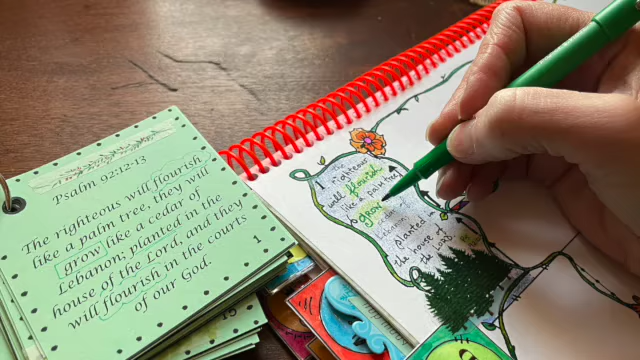 Psalm 02:12-13
The righteous will flourish
like a palm tree, they will
grow like a cedar of
Lebanon; planted in the
house of the Lord, and they
will flourish in the courts
of our God.
1
The
righteous
will flourish
like a palm tree
grow
planted in
the house of
the Lord